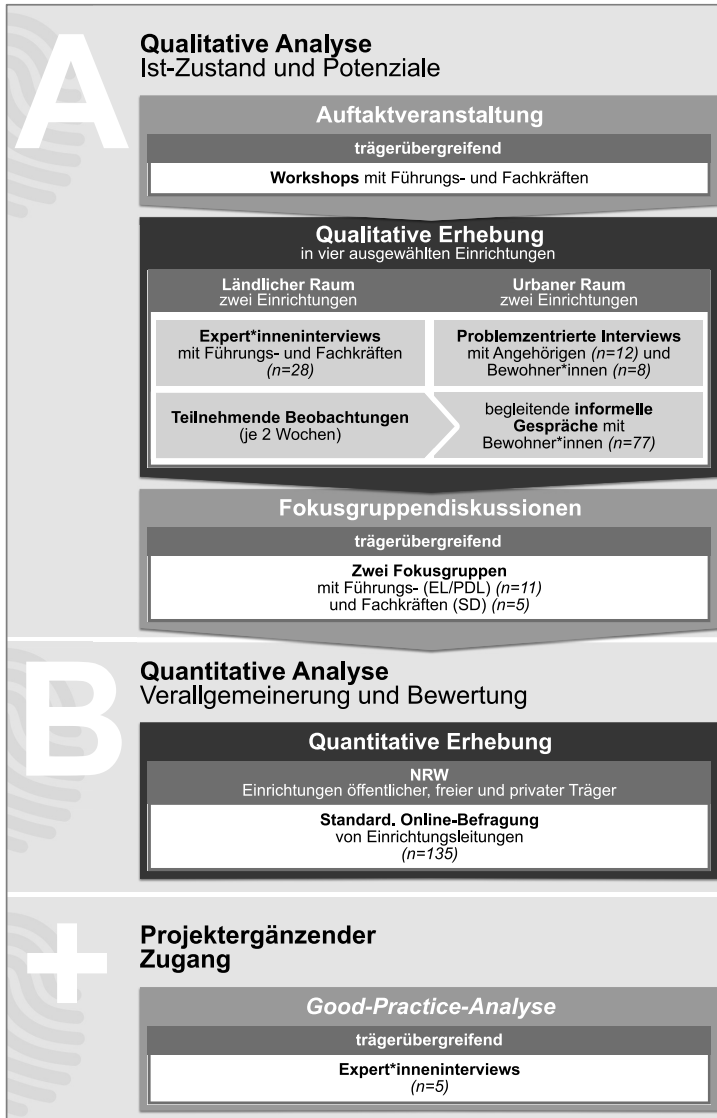 A
Qualitative Analyse
Ist-Zustand und Potenziale
Auftaktveranstaltung
trägerübergreifend
Workshops mit Führungs- und Fachkräften
Qualitative Erhebung
in vier ausgewählten Einrichtungen
Ländlicher Raum
zwei Einrichtungen
Urbaner Raum
zwei Einrichtungen
Expert*inneninterviews
mit Führungs- und Fachkräften
(n=28)
Problemzentrierte Interviews
mit Angehörigen (n=12) und
Bewohner*innen (n=8)
Teilnehmende Beobachtungen
(je 2 Wochen)
begleitende informelle
Gespräche mit
Bewohner*innen (n=77)
Fokusgruppendiskussionen
trägerübergreifend
Zwei Fokusgruppen
mit Führungs- (EL/PDL) (n=11)
und Fachkräften (SD) (n=5)
B
Quantitative Analyse
Verallgemeinerung und Bewertung
Quantitative Erhebung
NRW
Einrichtungen öffentlicher, freier und privater Träger
Standard. Online-Befragung
von Einrichtungsleitungen
(n=135)
+
Projektergänzender
Zugang
Good-Practice-Analyse
trägerübergreifend
Expert*inneninterviews
(n=5)